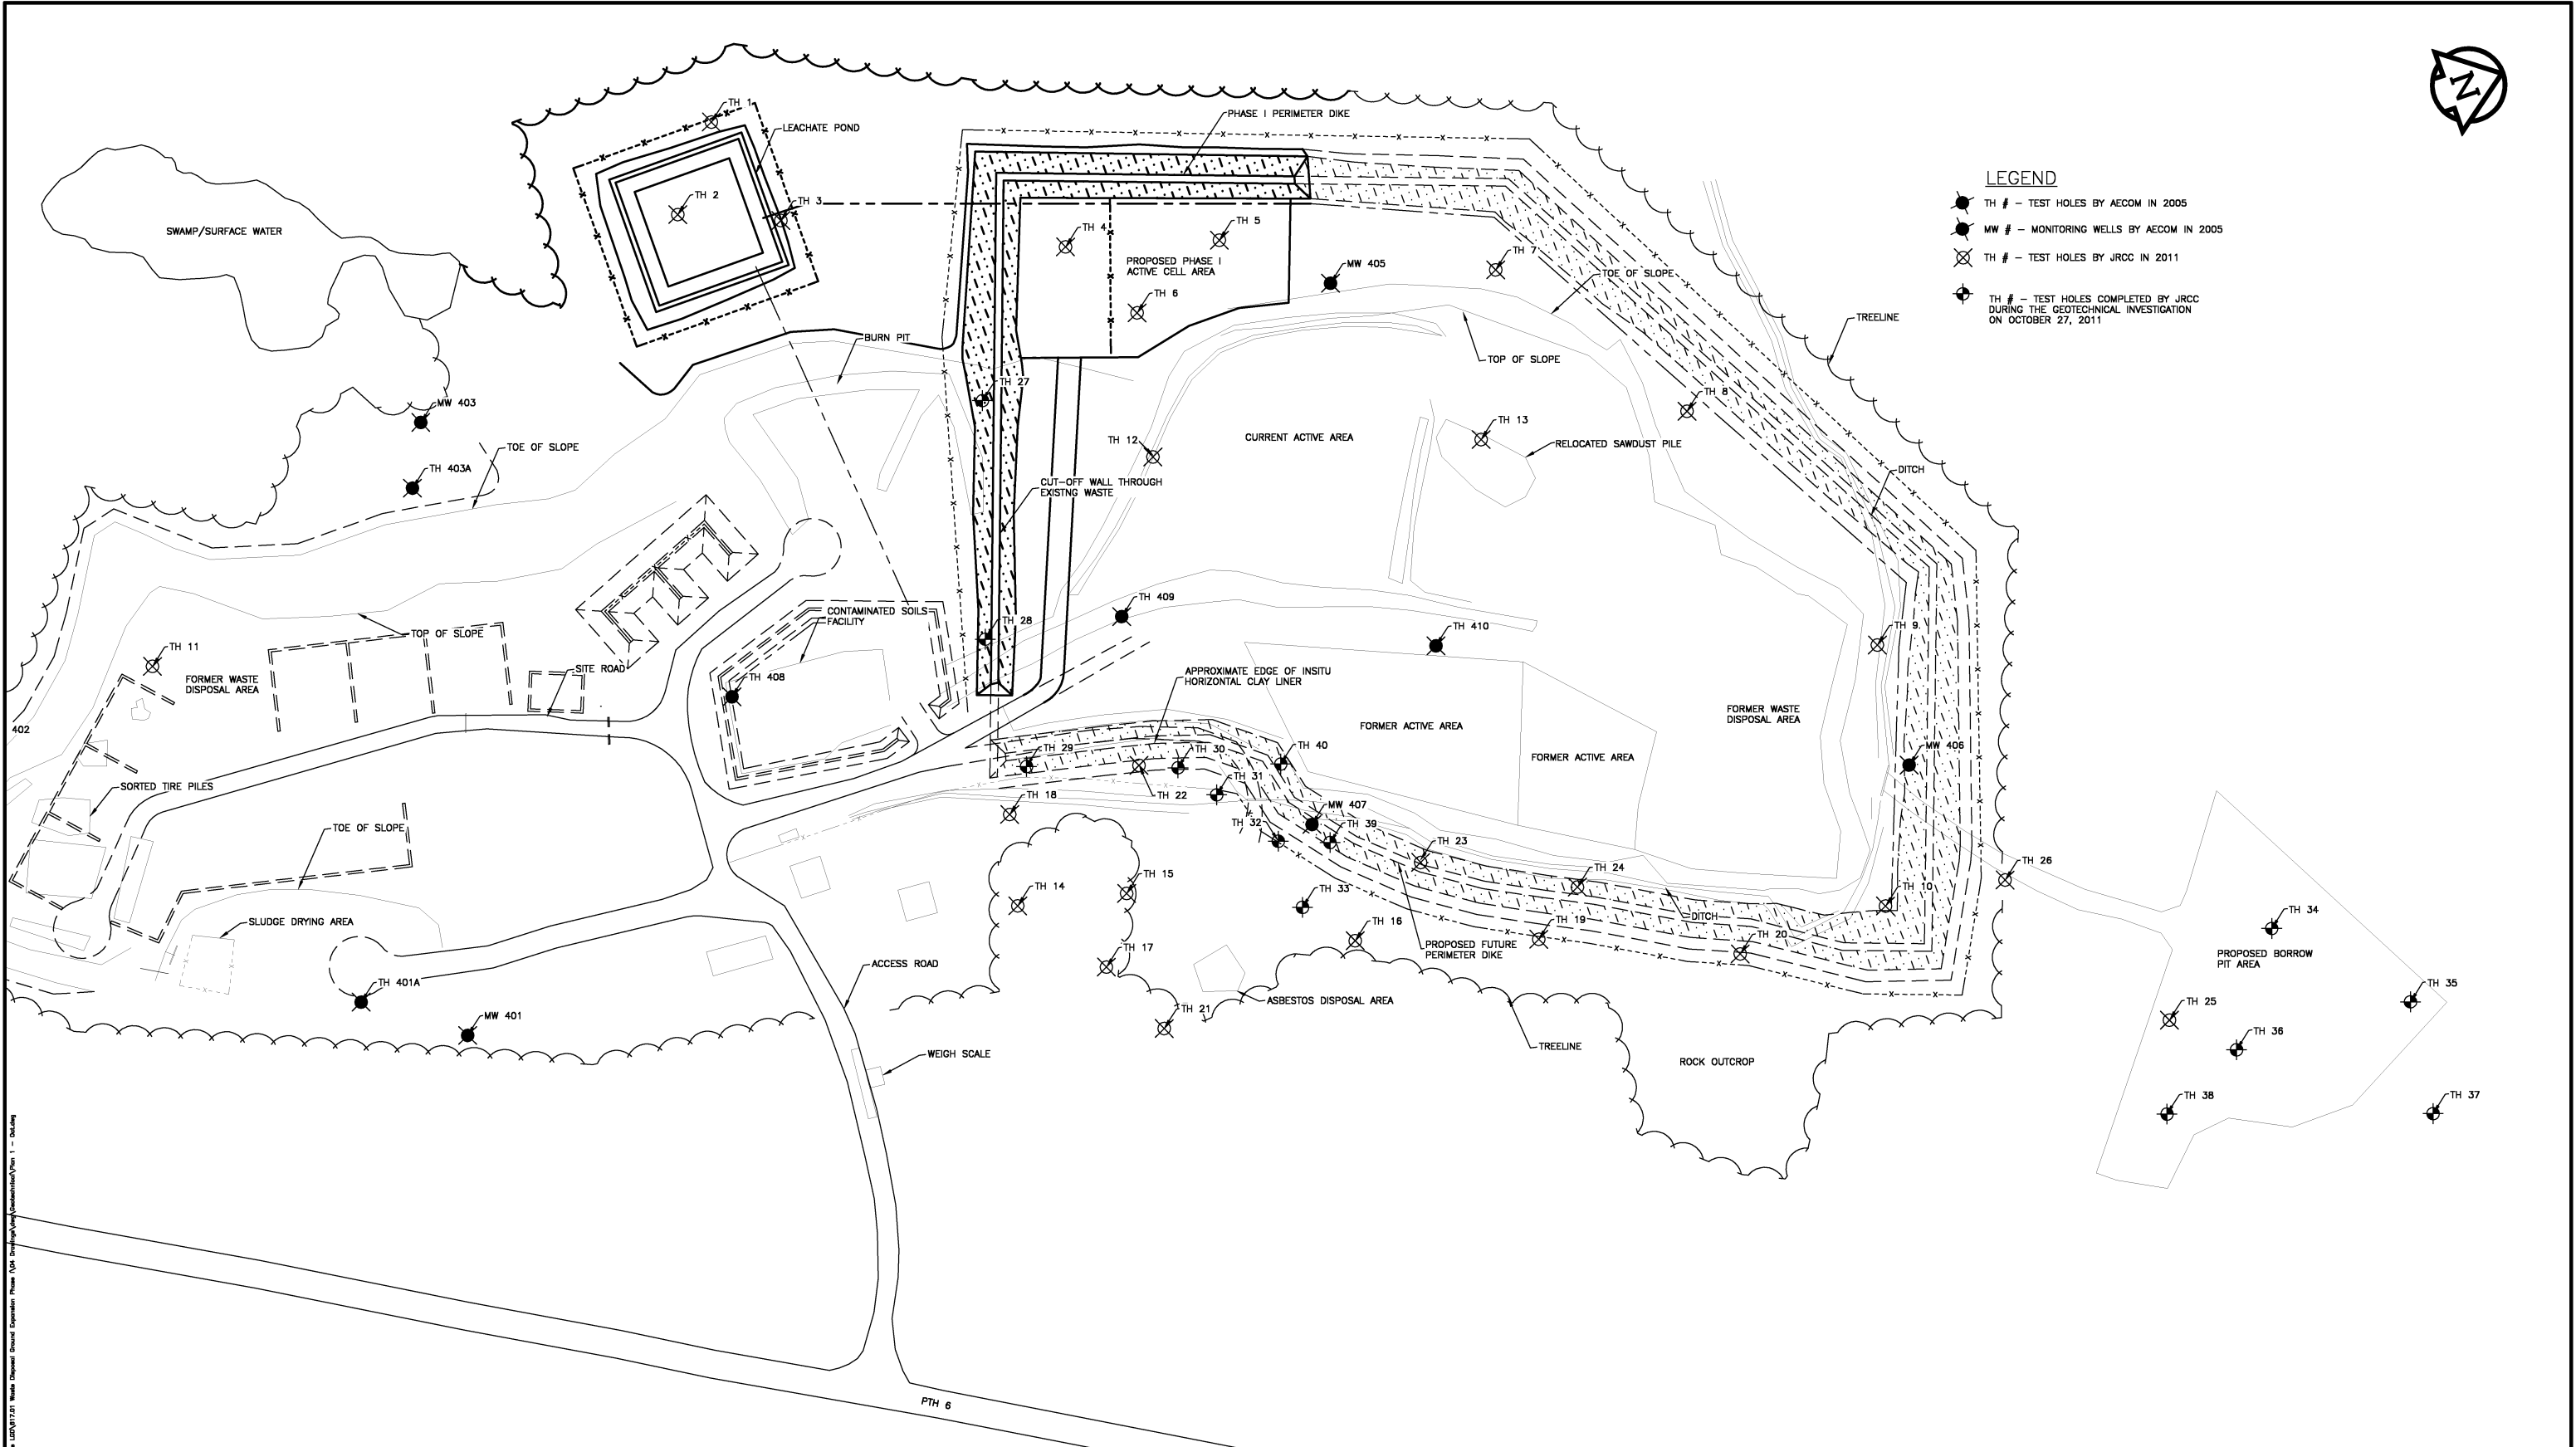 TH 1
LEACHATE POND
PHASE I PERIMETER DIKE
N
LEGEND
TH # – TEST HOLES BY AECOM IN 2005
MW # – MONITORING WELLS BY AECOM IN 2005
TH # – TEST HOLES BY JRCC IN 2011
TH # – TEST HOLES COMPLETED BY JRCC
DURING THE GEOTECHNICAL INVESTIGATION
ON OCTOBER 27, 2011
TH 2
TH 3
SWAMP/SURFACE WATER
TH 4
TH 5
PROPOSED PHASE I
ACTIVE CELL AREA
TH 6
MW 405
TH 7
TOE OF SLOPE
TREELINE
BURN PIT
TOP OF SLOPE
TH 27
TH 8
MW 403
TH 13
TH 12
CURRENT ACTIVE AREA
RELOCATED SAWDUST PILE
TOE OF SLOPE
TH 403A
DITCH
CUT-OFF WALL THROUGH
EXISTNG WASTE
TH 409
CONTAMINATED SOILS
FACILITY
TH 28
TH 410
TH 9
TOP OF SLOPE
TH 11
SITE ROAD
FORMER WASTE
DISPOSAL AREA
TH 408
APPROXIMATE EDGE OF INSITU
HORIZONTAL CLAY LINER
402
FORMER ACTIVE AREA
FORMER WASTE
DISPOSAL AREA
FORMER ACTIVE AREA
MW 406
TH 29
TH 30
TH 40
TH 31
SORTED TIRE PILES
TH 18
TH 22
MW 407
TH 32
TH 39
TOE OF SLOPE
TH 23
TH 26
TH 24
TH 15
TH 14
TH 33
TH 10
TH 34
SLUDGE DRYING AREA
TH 16
TH 19
DITCH
TH 20
PROPOSED FUTURE
PERIMETER DIKE
TH 17
PROPOSED BORROW
PIT AREA
ACCESS ROAD
TH 401A
ASBESTOS DISPOSAL AREA
TH 35
TH 25
TH 21
MW 401
TH 36
WEIGH SCALE
TREELINE
ROCK OUTCROP
TH 38
TH 37
PTH 6